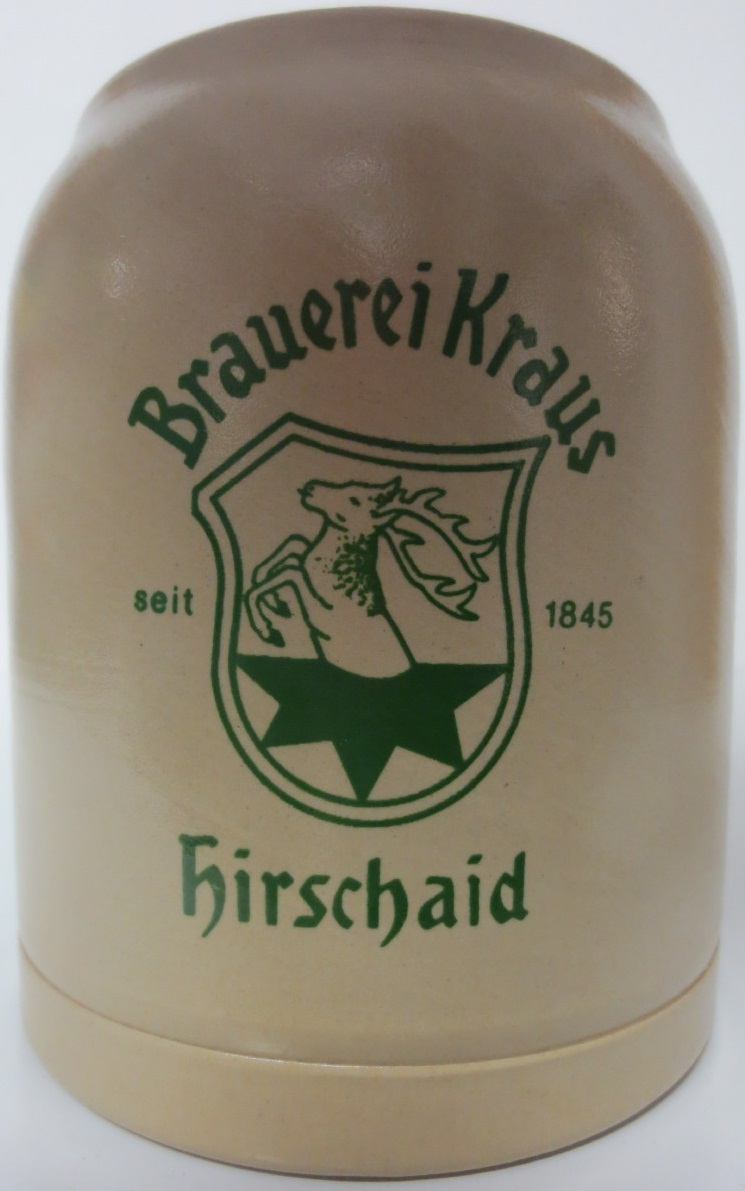 Brauerei Kraus
seit 1845
Hirschaid